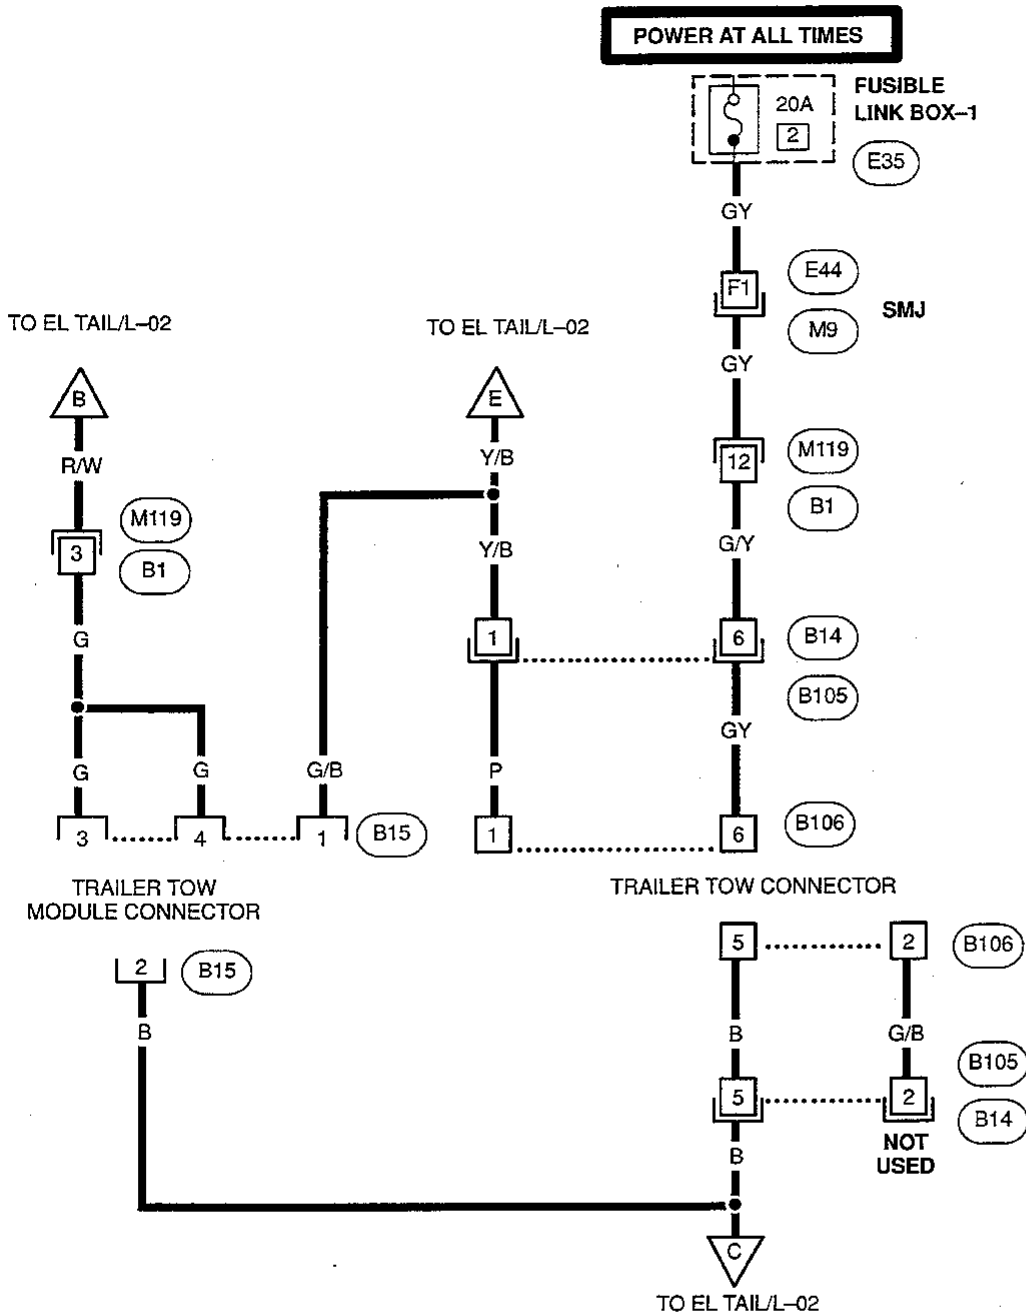 POWER AT ALL TIMES
FUSIBLE
LINK BOX–1
20A
2
E35
GY
E44
F1
SMJ
M9
GY
TO EL TAIL/L–02
TO EL TAIL/L–02
B
E
R/W
Y/B
12
M119
B1
M119
3
B1
Y/B
G/Y
G
1
6
B14
B105
GY
G
G
G/B
P
3
4
1
B15
1
6
B106
TRAILER TOW
MODULE CONNECTOR
TRAILER TOW CONNECTOR
2
B15
5
2
B106
B
B
G/B
B105
5
2
B14
NOT
USED
B
C
TO EL TAIL/L–02